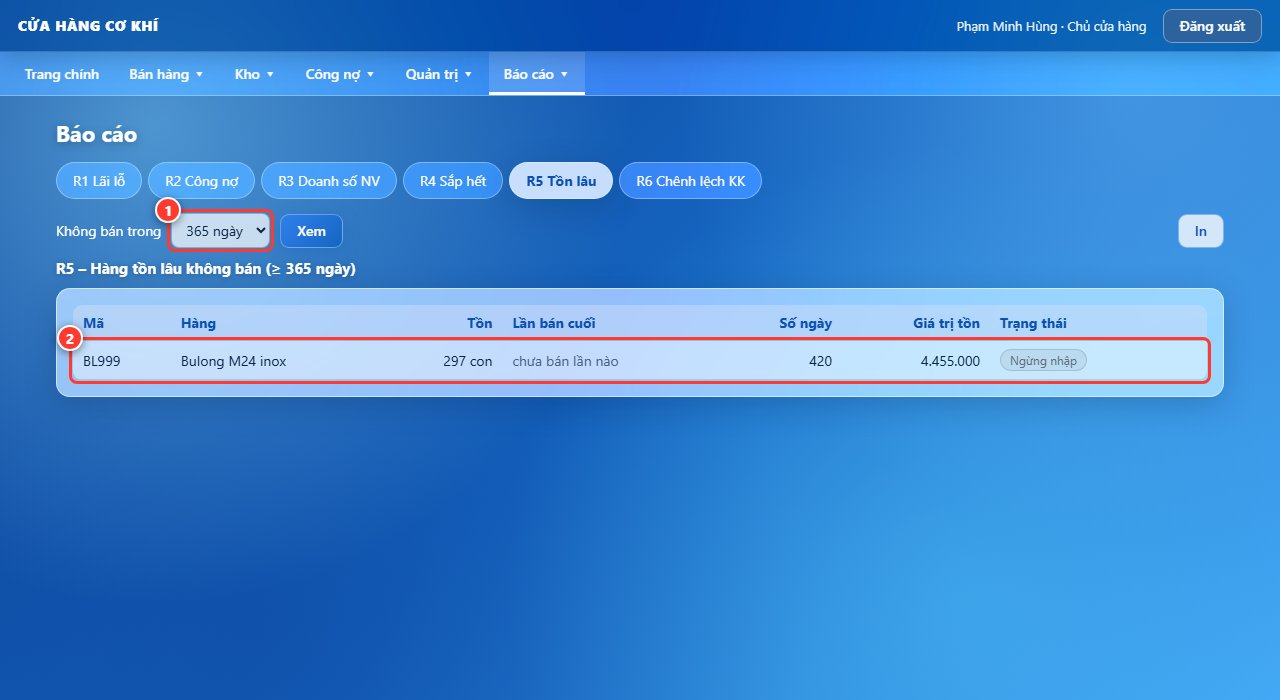 CỬA HÀNG CƠ KHÍ
Phạm Minh Hùng · Chủ cửa hàng
Đăng xuất
Trang chính
Bán hàng ▼
Kho ▼
Công nợ ▼
Quản trị ▼
Báo cáo ▼
Báo cáo
R1 Lãi lỗ
R2 Công nợ
R3 Doanh số NV
R4 Sắp hết
R5 Tồn lâu
R6 Chênh lệch KK
1
Không bán trong
365 ngày
Xem
In
R5 – Hàng tồn lâu không bán (≥ 365 ngày)
Mã Hàng Tồn Lần bán cuối Số ngày Giá trị tồn Trạng thái
2
BL999 Bulong M24 inox 297 con chưa bán lần nào 420 4.455.000 Ngừng nhập